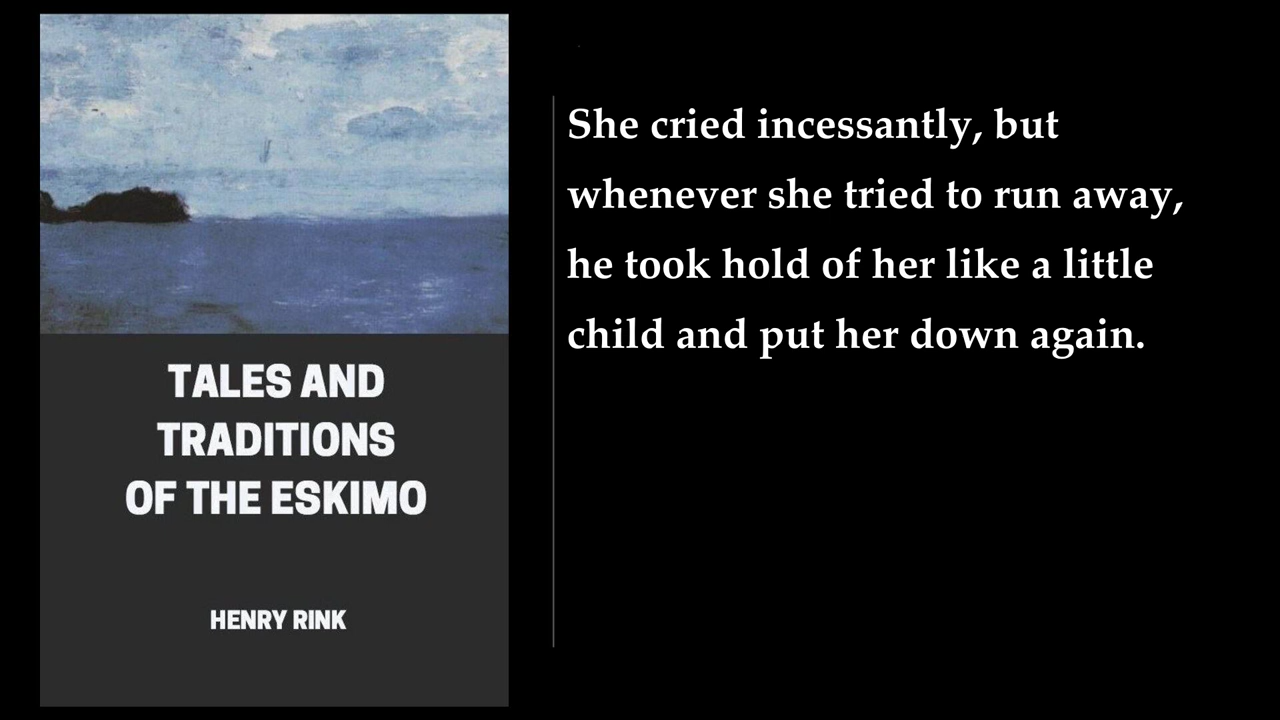 TALES AND
TRADITIONS
OF THE ESKIMO
HENRY RINK
She cried incessantly, but
whenever she tried to run away,
he took hold of her like a little
child and put her down again.